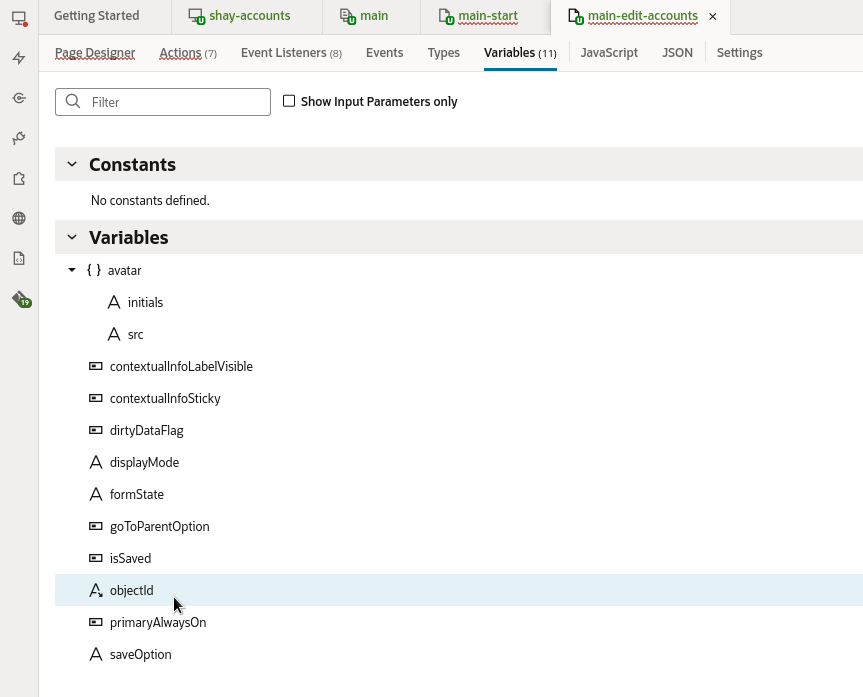 Getting Started shay-accounts main main-start main-edit-accounts
Page Designer Actions (7) Event Listeners (8) Events Types Variables (11) JavaScript JSON Settings
Filter Show Input Parameters only
Constants
No constants defined.
Variables
{ } avatar
initials
src
contextualInfoLabelVisible
contextualInfoSticky
dirtyDataFlag
displayMode
formState
goToParentOption
isSaved
objectId
primaryAlwaysOn
saveOption
19